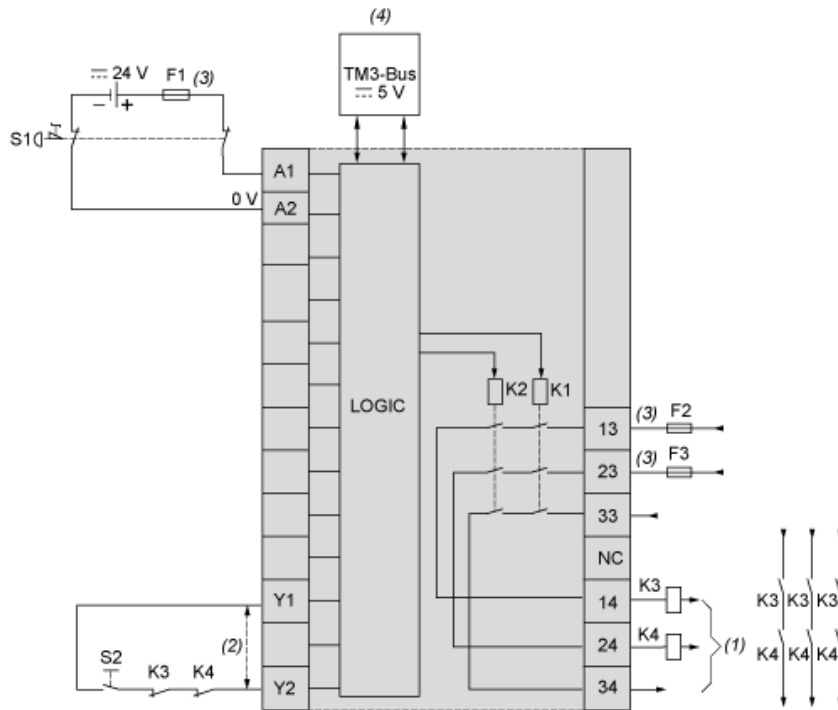 (4)
TM3-Bus
⎓ 5 V
⎓ 24 V
F1
(3)
−
+
S1
0 V
A1
A2
LOGIC
K2
K1
13
(3)
F2
23
(3)
F3
33
NC
14
K3
24
K4
34
(1)
K3
K3
K3
K4
K4
K4
Y1
(2)
S2
K3
K4
Y2